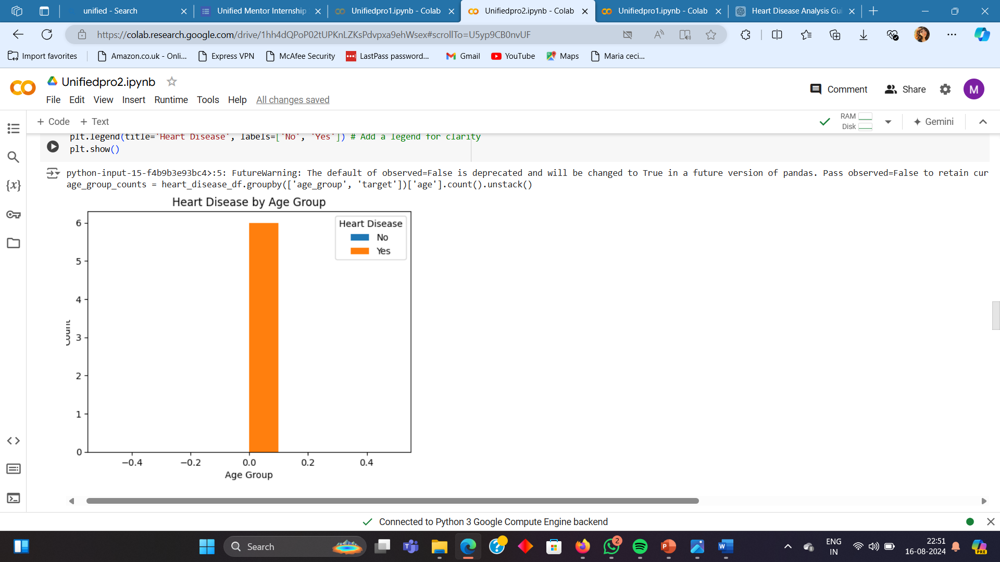 unified - Search
Unified Mentor Internship
Unifiedpro1.ipynb - Colab
Unifiedpro2.ipynb - Colab
Unifiedpro1.ipynb - Colab
Heart Disease Analysis Gui
https://colab.research.google.com/drive/1hh4dQPoP02tUPKnLZKsPdvpxa9ehWsex#scrollTo=U5yp9CB0nvUF
Import favorites
Amazon.co.uk - Onli...
Express VPN
McAfee Security
LastPass password...
Gmail
YouTube
Maps
Maria ceci...
Unifiedpro2.ipynb
Comment
Share
M
File Edit View Insert Runtime Tools Help All changes saved
+ Code + Text
RAM
Disk
Gemini
plt.legend(title='Heart Disease', labels=['No', 'Yes']) # Add a legend for clarity
plt.show()
python-input-15-f4b9b3e93bc4>:5: FutureWarning: The default of observed=False is deprecated and will be changed to True in a future version of pandas. Pass observed=False to retain cur
age_group_counts = heart_disease_df.groupby(['age_group', 'target'])['age'].count().unstack()
Heart Disease by Age Group
Heart Disease
No
Yes
6
5
4
3
2
1
0
Count
−0.4 −0.2 0.0 0.2 0.4
Age Group
Connected to Python 3 Google Compute Engine backend
Search
2
ENG
IN
22:51
16-08-2024
PRE